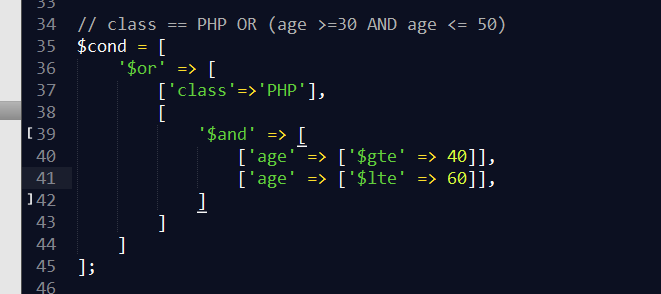 33
34 // class == PHP OR (age >=30 AND age <= 50)
35 $cond = [
36     '$or' => [
37         ['class'=>'PHP'],
38         [
39             '$and' => [
40                 ['age' => ['$gte' => 40]],
41                 ['age' => ['$lte' => 60]],
42             ]
43         ]
44     ]
45 ];
46